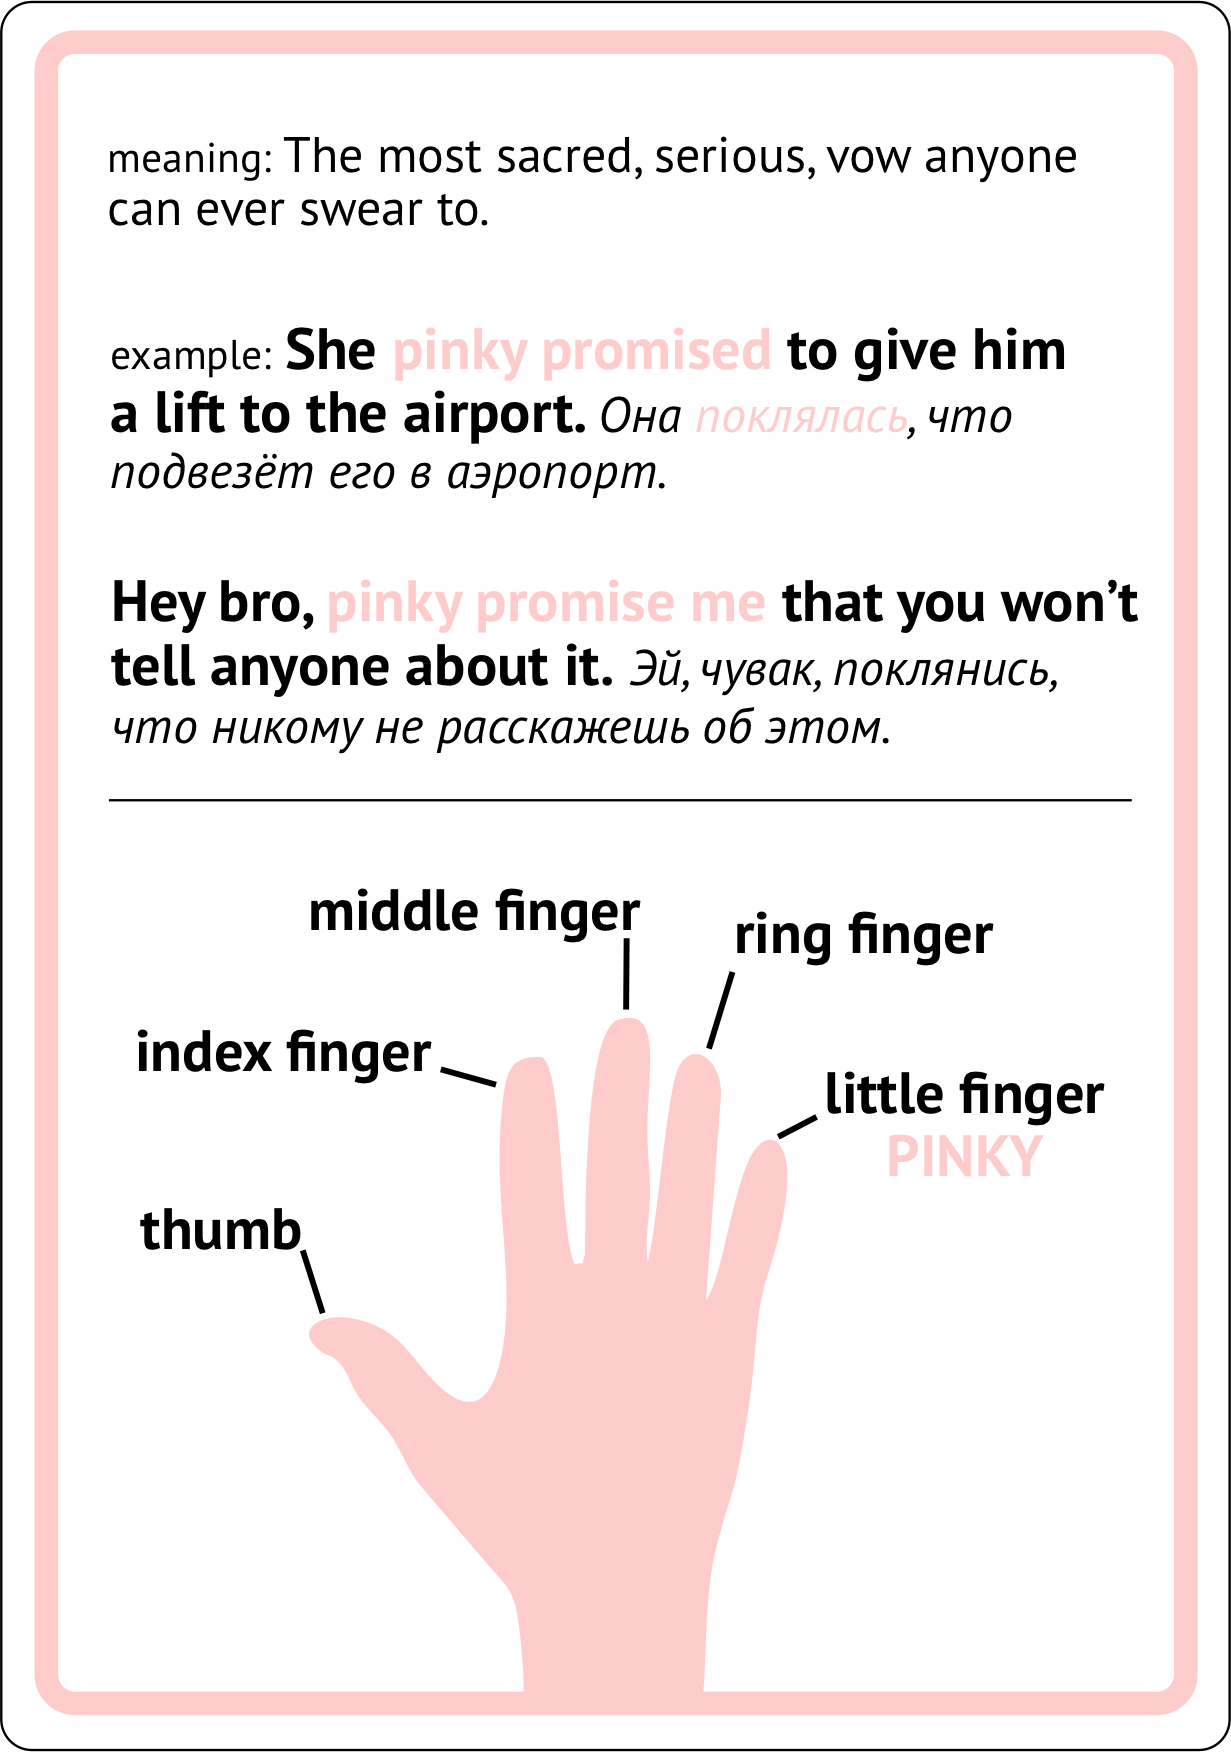 meaning: The most sacred, serious, vow anyone
can ever swear to.
example: She pinky promised to give him
a lift to the airport. Она поклялась, что
подвезёт его в аэропорт.
Hey bro, pinky promise me that you won’t
tell anyone about it. Эй, чувак, поклянись,
что никому не расскажешь об этом.
middle finger
ring finger
index finger
little finger
PINKY
thumb